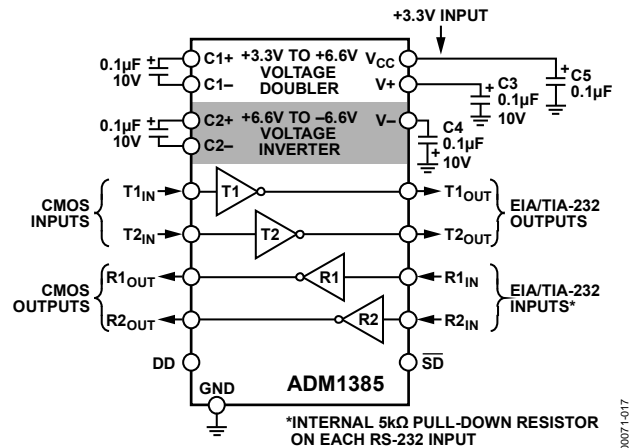 +3.3V INPUT
0.1µF
10V
+
C1+
C1–
+3.3V TO +6.6V
VOLTAGE
DOUBLER
VCC
V+
+
C3
0.1µF
10V
+
C5
0.1µF
0.1µF
10V
+
C2+
C2–
+6.6V TO –6.6V
VOLTAGE
INVERTER
V–
C4
0.1µF
10V
+
CMOS
INPUTS
T1IN
T1
T1OUT
T2IN
T2
T2OUT
EIA/TIA-232
OUTPUTS
CMOS
OUTPUTS
R1OUT
R1
R1IN
R2OUT
R2
R2IN
EIA/TIA-232
INPUTS*
DD
SD
GND
ADM1385
*INTERNAL 5kΩ PULL-DOWN RESISTOR
ON EACH RS-232 INPUT
00071-017